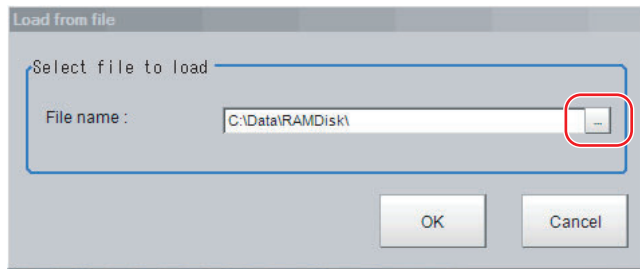 Load from file
Select file to load
File name :
C:\Data\RAMDisk\
...
OK
Cancel